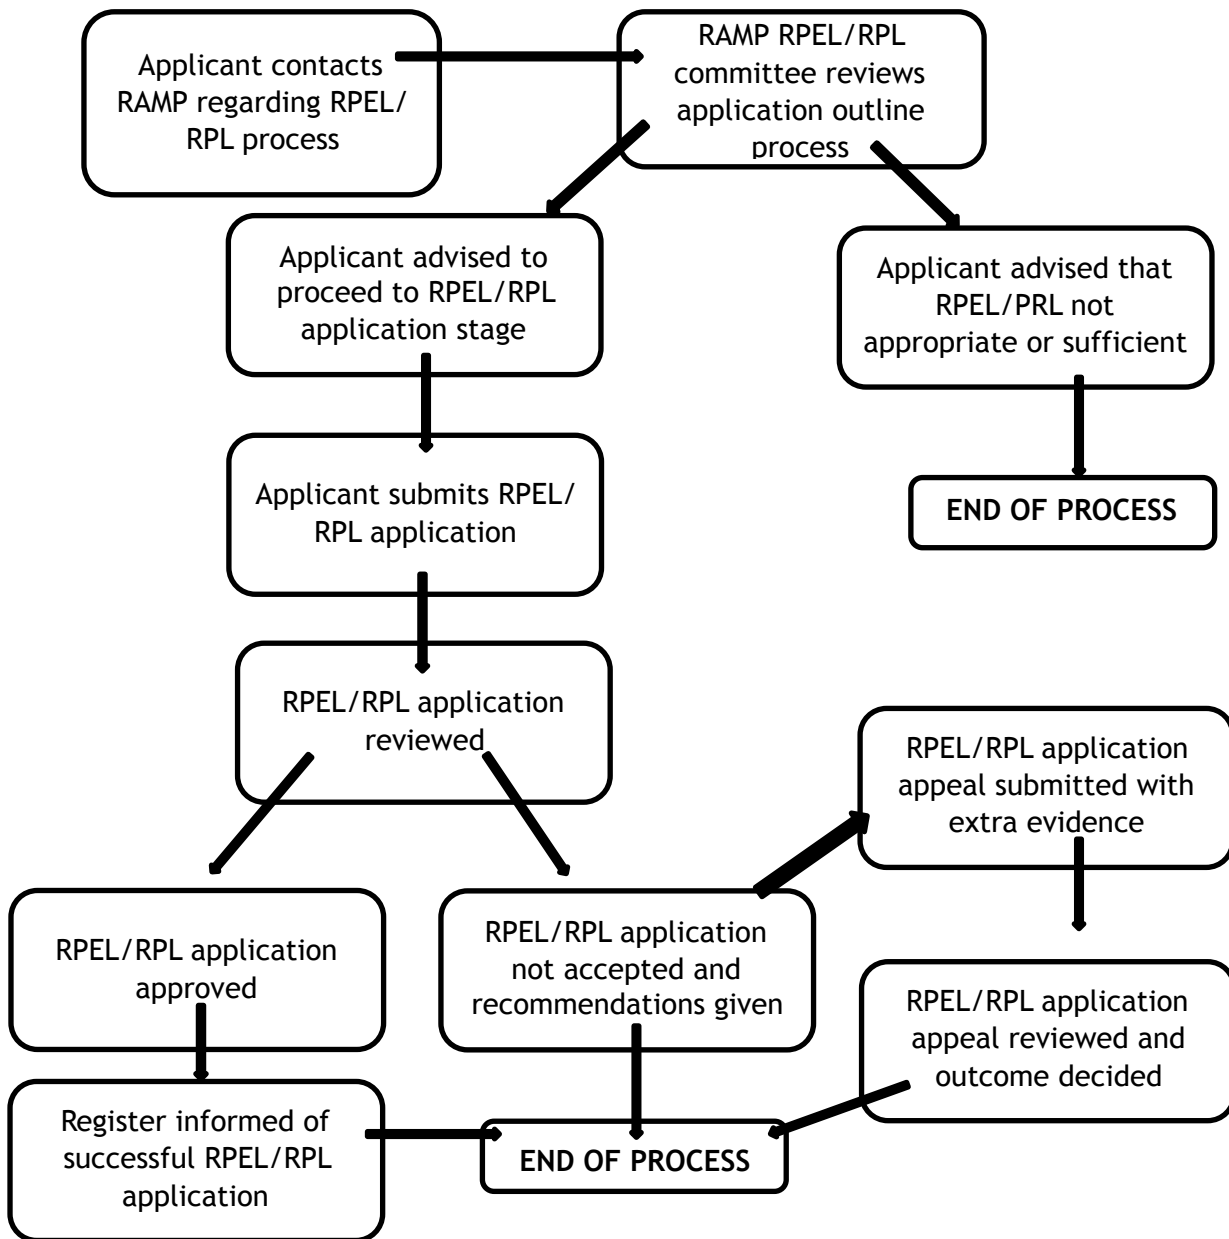 Applicant contacts
RAMP regarding RPEL/
RPL process
RAMP RPEL/RPL
committee reviews
application outline
process
Applicant advised to
proceed to RPEL/RPL
application stage
Applicant advised that
RPEL/PRL not
appropriate or sufficient
Applicant submits RPEL/
RPL application
END OF PROCESS
RPEL/RPL application
reviewed
RPEL/RPL application
appeal submitted with
extra evidence
RPEL/RPL application
approved
RPEL/RPL application
not accepted and
recommendations given
RPEL/RPL application
appeal reviewed and
outcome decided
Register informed of
successful RPEL/RPL
application
END OF PROCESS